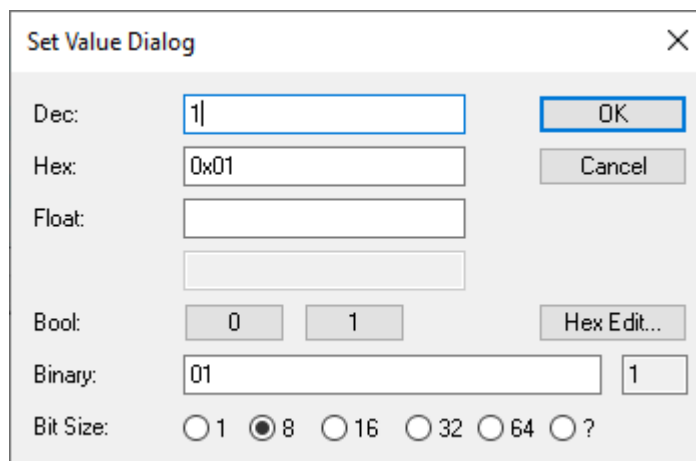 Set Value Dialog
Dec: 1 OK
Hex: 0x01 Cancel
Float:
Bool: 0 1 Hex Edit...
Binary: 01 1
Bit Size: 1 8 16 32 64 ?